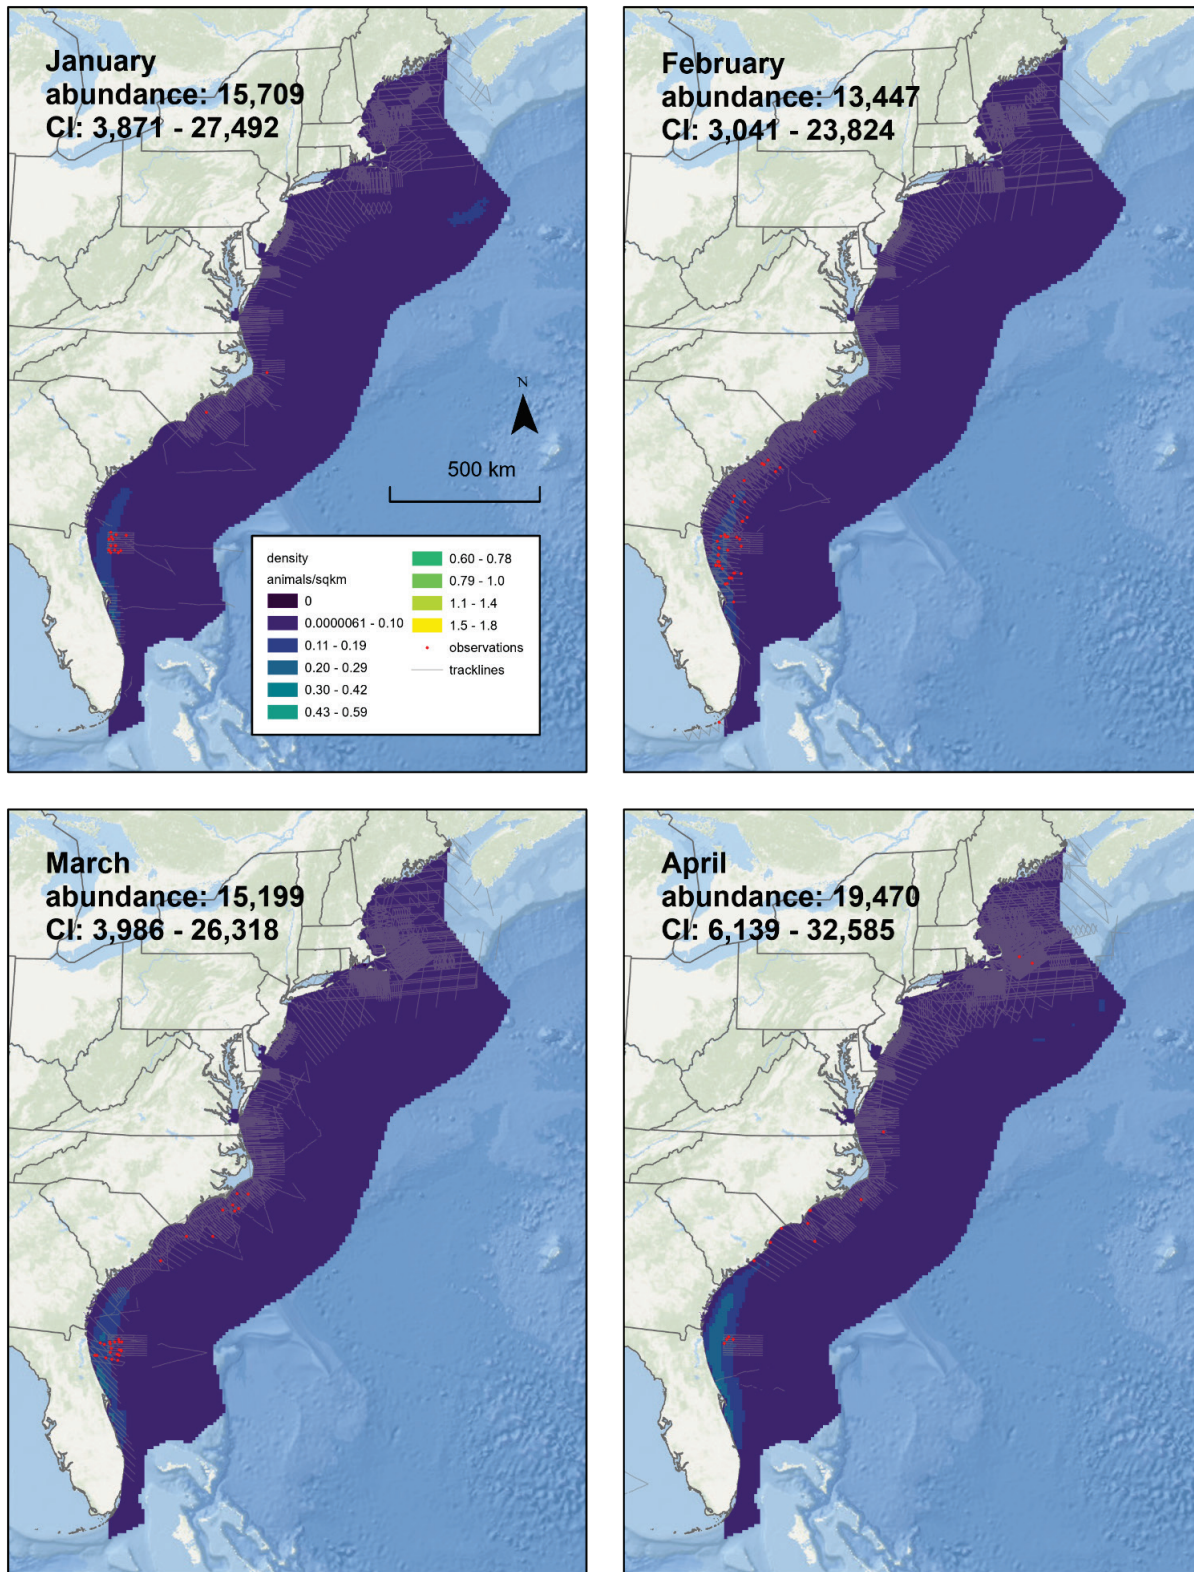 January
abundance: 15,709
CI: 3,871 - 27,492
N
500 km
density
animals/sqkm
0
0.0000061 - 0.10
0.11 - 0.19
0.20 - 0.29
0.30 - 0.42
0.43 - 0.59
0.60 - 0.78
0.79 - 1.0
1.1 - 1.4
1.5 - 1.8
observations
tracklines
February
abundance: 13,447
CI: 3,041 - 23,824
March
abundance: 15,199
CI: 3,986 - 26,318
April
abundance: 19,470
CI: 6,139 - 32,585